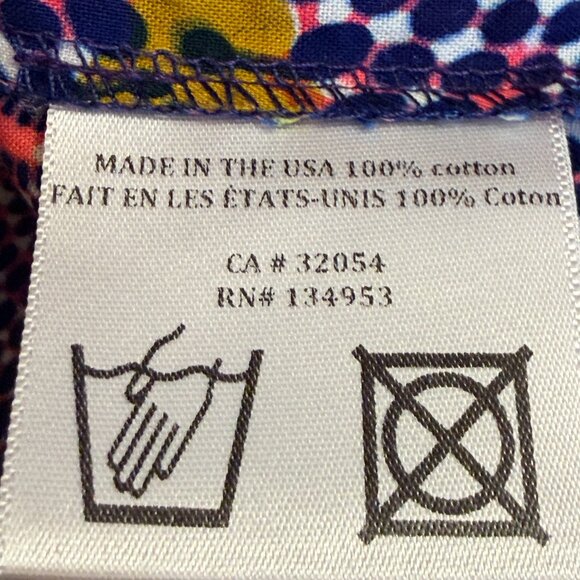 MADE IN THE USA 100% cotton
FAIT EN LES ÉTATS-UNIS 100% Coton
CA # 32054
RN# 134953